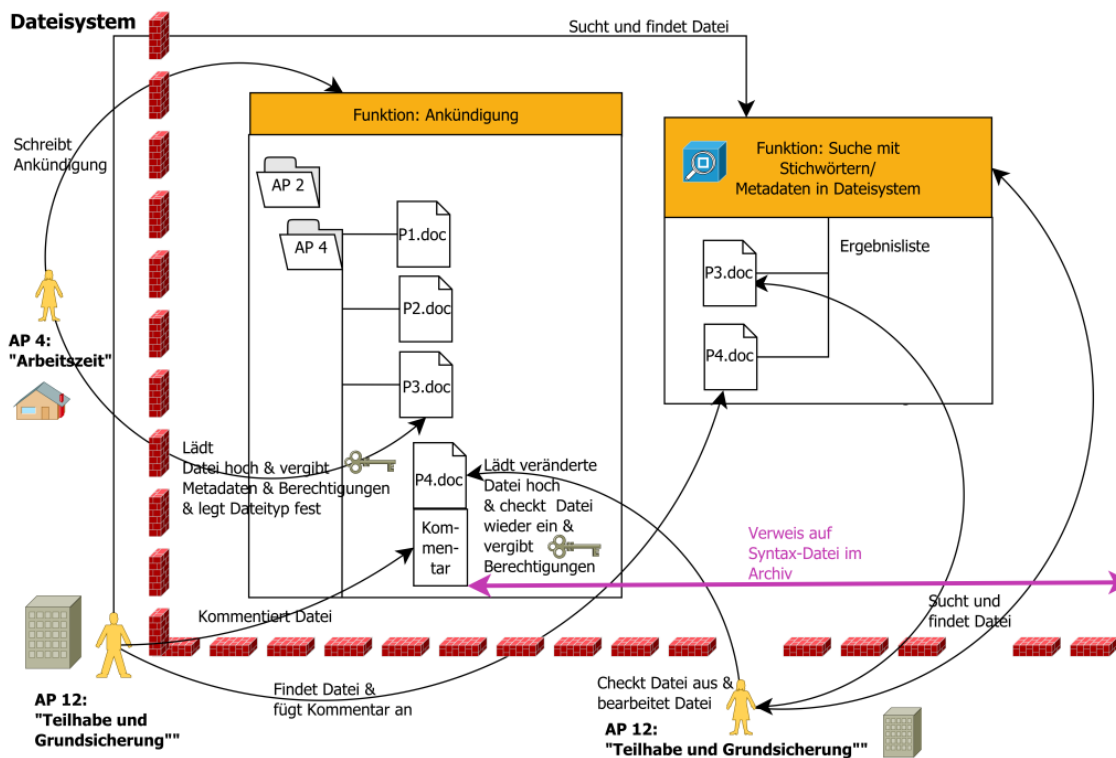 Dateisystem
Sucht und findet Datei
Schreibt
Ankündigung
Funktion: Ankündigung
AP 2
AP 4
P1.doc
P2.doc
P3.doc
P4.doc
Kom-
men-
tar
Funktion: Suche mit
Stichwörtern/
Metadaten in Dateisystem
Ergebnisliste
P3.doc
P4.doc
AP 4:
"Arbeitszeit"
Lädt
Datei hoch & vergibt
Metadaten & Berechtigungen
& legt Dateityp fest
Lädt veränderte
Datei hoch
& checkt Datei
wieder ein &
vergibt
Berechtigungen
Verweis auf
Syntax-Datei im
Archiv
Kommentiert Datei
Sucht und
findet Datei
Findet Datei &
fügt Kommentar an
Checkt Datei aus &
bearbeitet Datei
AP 12:
"Teilhabe und
Grundsicherung""
AP 12:
"Teilhabe und Grundsicherung""